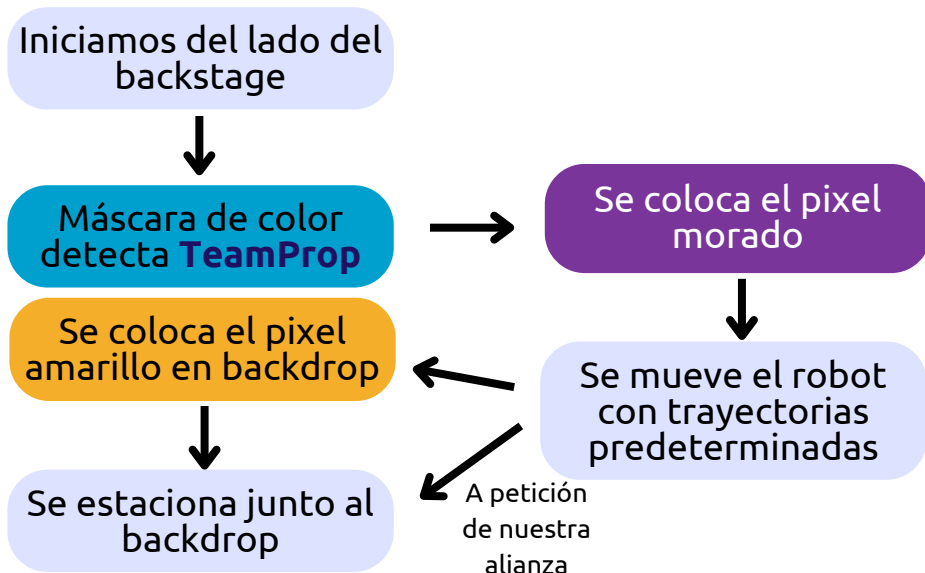 Iniciamos del lado del
backstage
Máscara de color
detecta TeamProp
Se coloca el pixel
morado
Se mueve el robot
con trayectorias
predeterminadas
Se coloca el pixel
amarillo en backdrop
A petición
de nuestra
alianza
Se estaciona junto al
backdrop